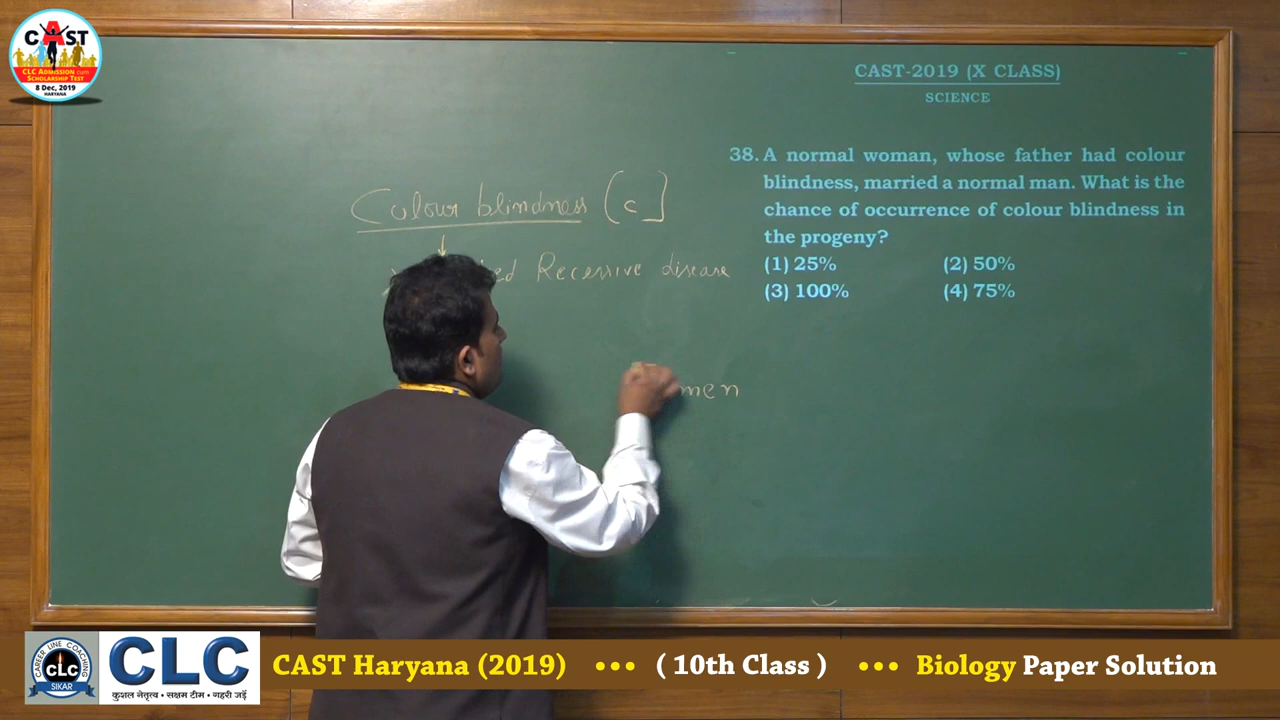 CAST
CLC ADMISSION cum
SCHOLARSHIP TEST
8 Dec, 2019
HARYANA
CAST-2019 (X CLASS)
SCIENCE
38. A normal woman, whose father had colour
blindness, married a normal man. What is the
chance of occurrence of colour blindness in
the progeny?
(1) 25% (2) 50%
(3) 100% (4) 75%
Colour blindness (c]
Recessive disease
men
CAREER LINE COACHING
CLC
SIKAR
CLC
कुशल नेतृत्व • सक्षम टीम • गहरी जड़ें
CAST Haryana (2019) ••• ( 10th Class ) ••• Biology Paper Solution